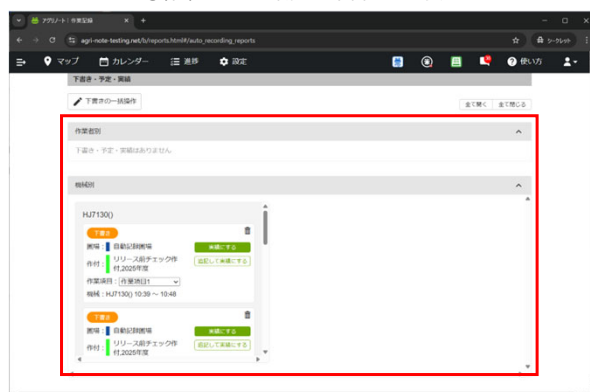 アグリノート: 作業記録
agri-note-testing.net/b/reports.html#/auto_recording_reports
シークレット
マップ カレンダー 進捗 設定 使い方
下書き・予定・実績
下書きの一括操作
全て開く 全て閉じる
作業者別
下書き・予定・実績はありません
機械別
HJ7130()
下書き
圃場： 自動記録圃場 実績にする
作付： リリース前チェック作付,2025年度 追記して実績にする
作業項目： 作業項目1
機械：HJ7130() 10:39 ～ 10:48
下書き
圃場： 自動記録圃場 実績にする
作付： リリース前チェック作付,2025年度 追記して実績にする